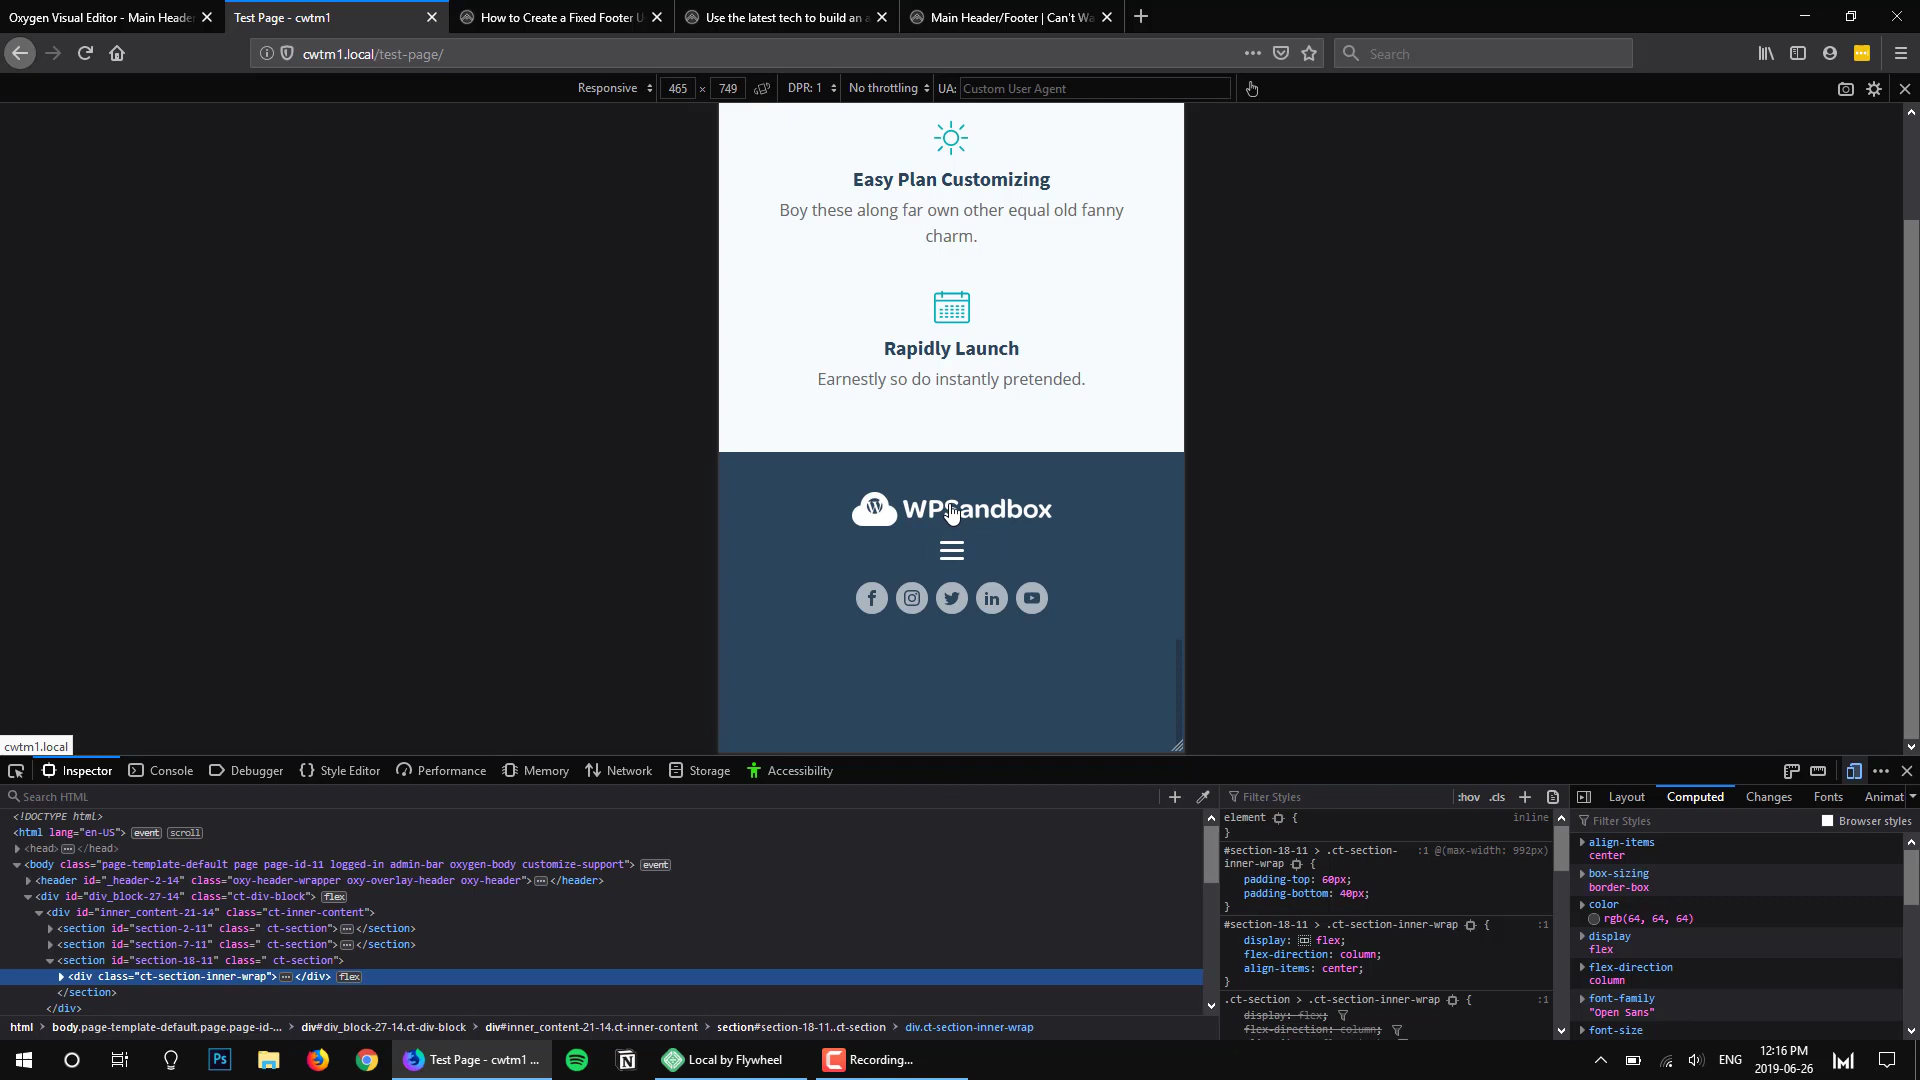 Oxygen Visual Editor - Main Heade
Test Page - cwtm1
How to Create a Fixed Footer U
Use the latest tech to build an a
Main Header/Footer | Can't Wa
cwtm1.local/test-page/
Search
Responsive 465 × 749 DPR: 1 No throttling UA: Custom User Agent
Easy Plan Customizing
Boy these along far own other equal old fanny
charm.
Rapidly Launch
Earnestly so do instantly pretended.
WPSandbox
cwtm1.local
Inspector Console Debugger Style Editor Performance Memory Network Storage Accessibility
Search HTML
<!DOCTYPE html>
<html lang="en-US"> event scroll
<head> </head>
<body class="page-template-default page page-id-11 logged-in admin-bar oxygen-body customize-support"> event
<header id="_header-2-14" class="oxy-header-wrapper oxy-overlay-header oxy-header"> </header>
<div id="div_block-27-14" class="ct-div-block"> flex
<div id="inner_content-21-14" class="ct-inner-content">
<section id="section-2-11" class=" ct-section"> </section>
<section id="section-7-11" class=" ct-section"> </section>
<section id="section-18-11" class=" ct-section">
<div class="ct-section-inner-wrap"> </div> flex
</section>
</div>
html > body.page-template-default.page.page-id-... > div#div_block-27-14.ct-div-block > div#inner_content-21-14.ct-inner-content > section#section-18-11..ct-section > div.ct-section-inner-wrap
Filter Styles :hov .cls
element { inline
}
#section-18-11 > .ct-section- :1 @(max-width: 992px)
inner-wrap {
padding-top: 60px;
padding-bottom: 40px;
}
#section-18-11 > .ct-section-inner-wrap { :1
display: flex;
flex-direction: column;
align-items: center;
}
.ct-section > .ct-section-inner-wrap { :1
display: flex;
flex-direction: column;
Layout Computed Changes Fonts Animat
Filter Styles Browser styles
align-items
center
box-sizing
border-box
color
rgb(64, 64, 64)
display
flex
flex-direction
column
font-family
"Open Sans"
font-size
Ps
Test Page - cwtm1 ...
Local by Flywheel
Recording...
ENG
12:16 PM
2019-06-26